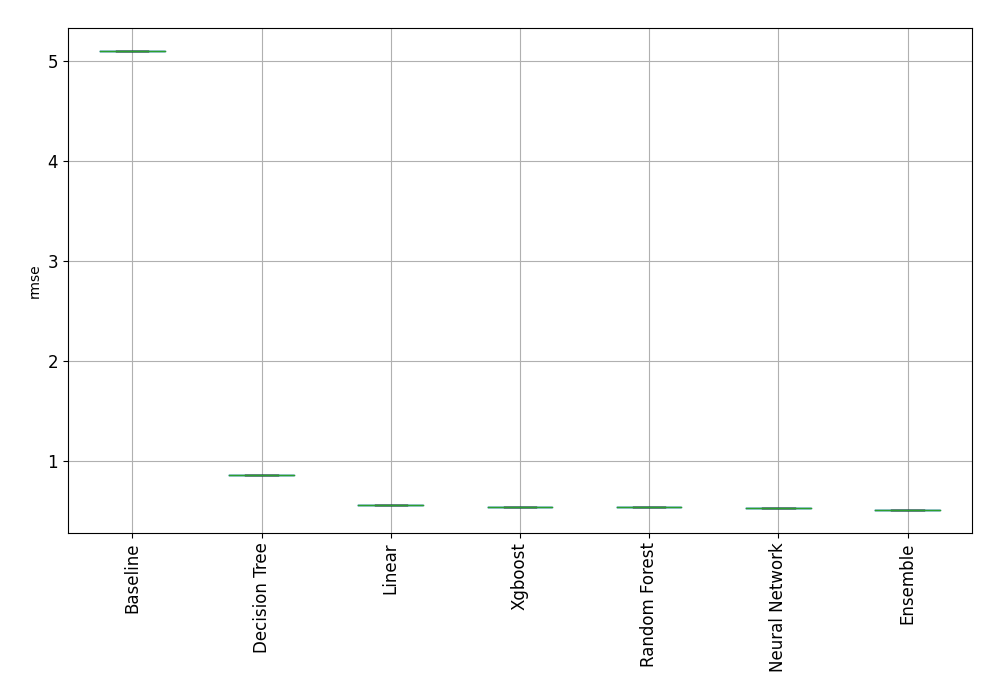 5
4
3
2
1
rmse
Baseline
Decision Tree
Linear
Xgboost
Random Forest
Neural Network
Ensemble